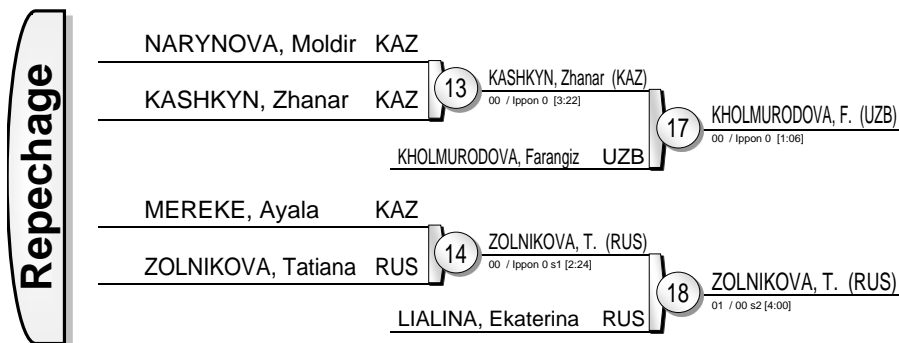 Repechage
NARYNOVA, Moldir KAZ
KASHKYN, Zhanar KAZ
13
KASHKYN, Zhanar (KAZ)
00 / Ippon 0 [3:22]
KHOLMURODOVA, Farangiz UZB
17
KHOLMURODOVA, F. (UZB)
00 / Ippon 0 [1:06]
MEREKE, Ayala KAZ
ZOLNIKOVA, Tatiana RUS
14
ZOLNIKOVA, T. (RUS)
00 / Ippon 0 s1 [2:24]
LIALINA, Ekaterina RUS
18
ZOLNIKOVA, T. (RUS)
01 / 00 s2 [4:00]